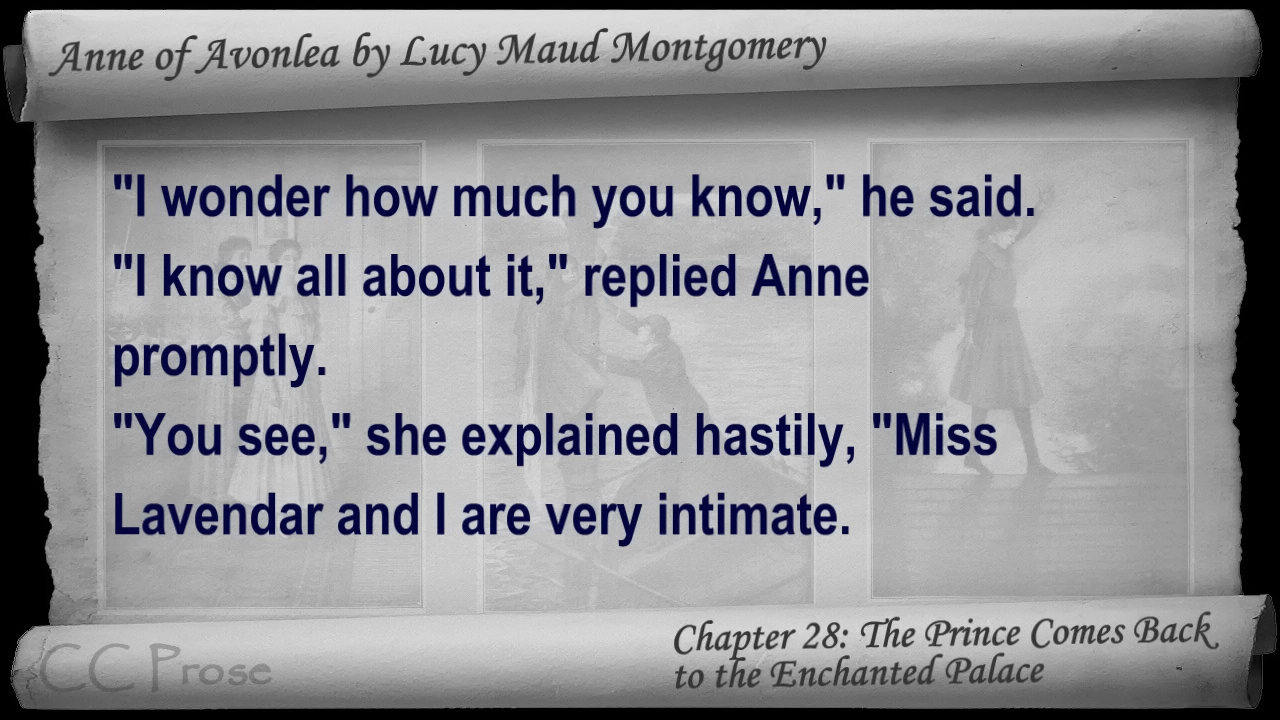 Anne of Avonlea by Lucy Maud Montgomery
"I wonder how much you know," he said.
"I know all about it," replied Anne
promptly.
"You see," she explained hastily, "Miss
Lavendar and I are very intimate.
CC Prose
Chapter 28: The Prince Comes Back
to the Enchanted Palace